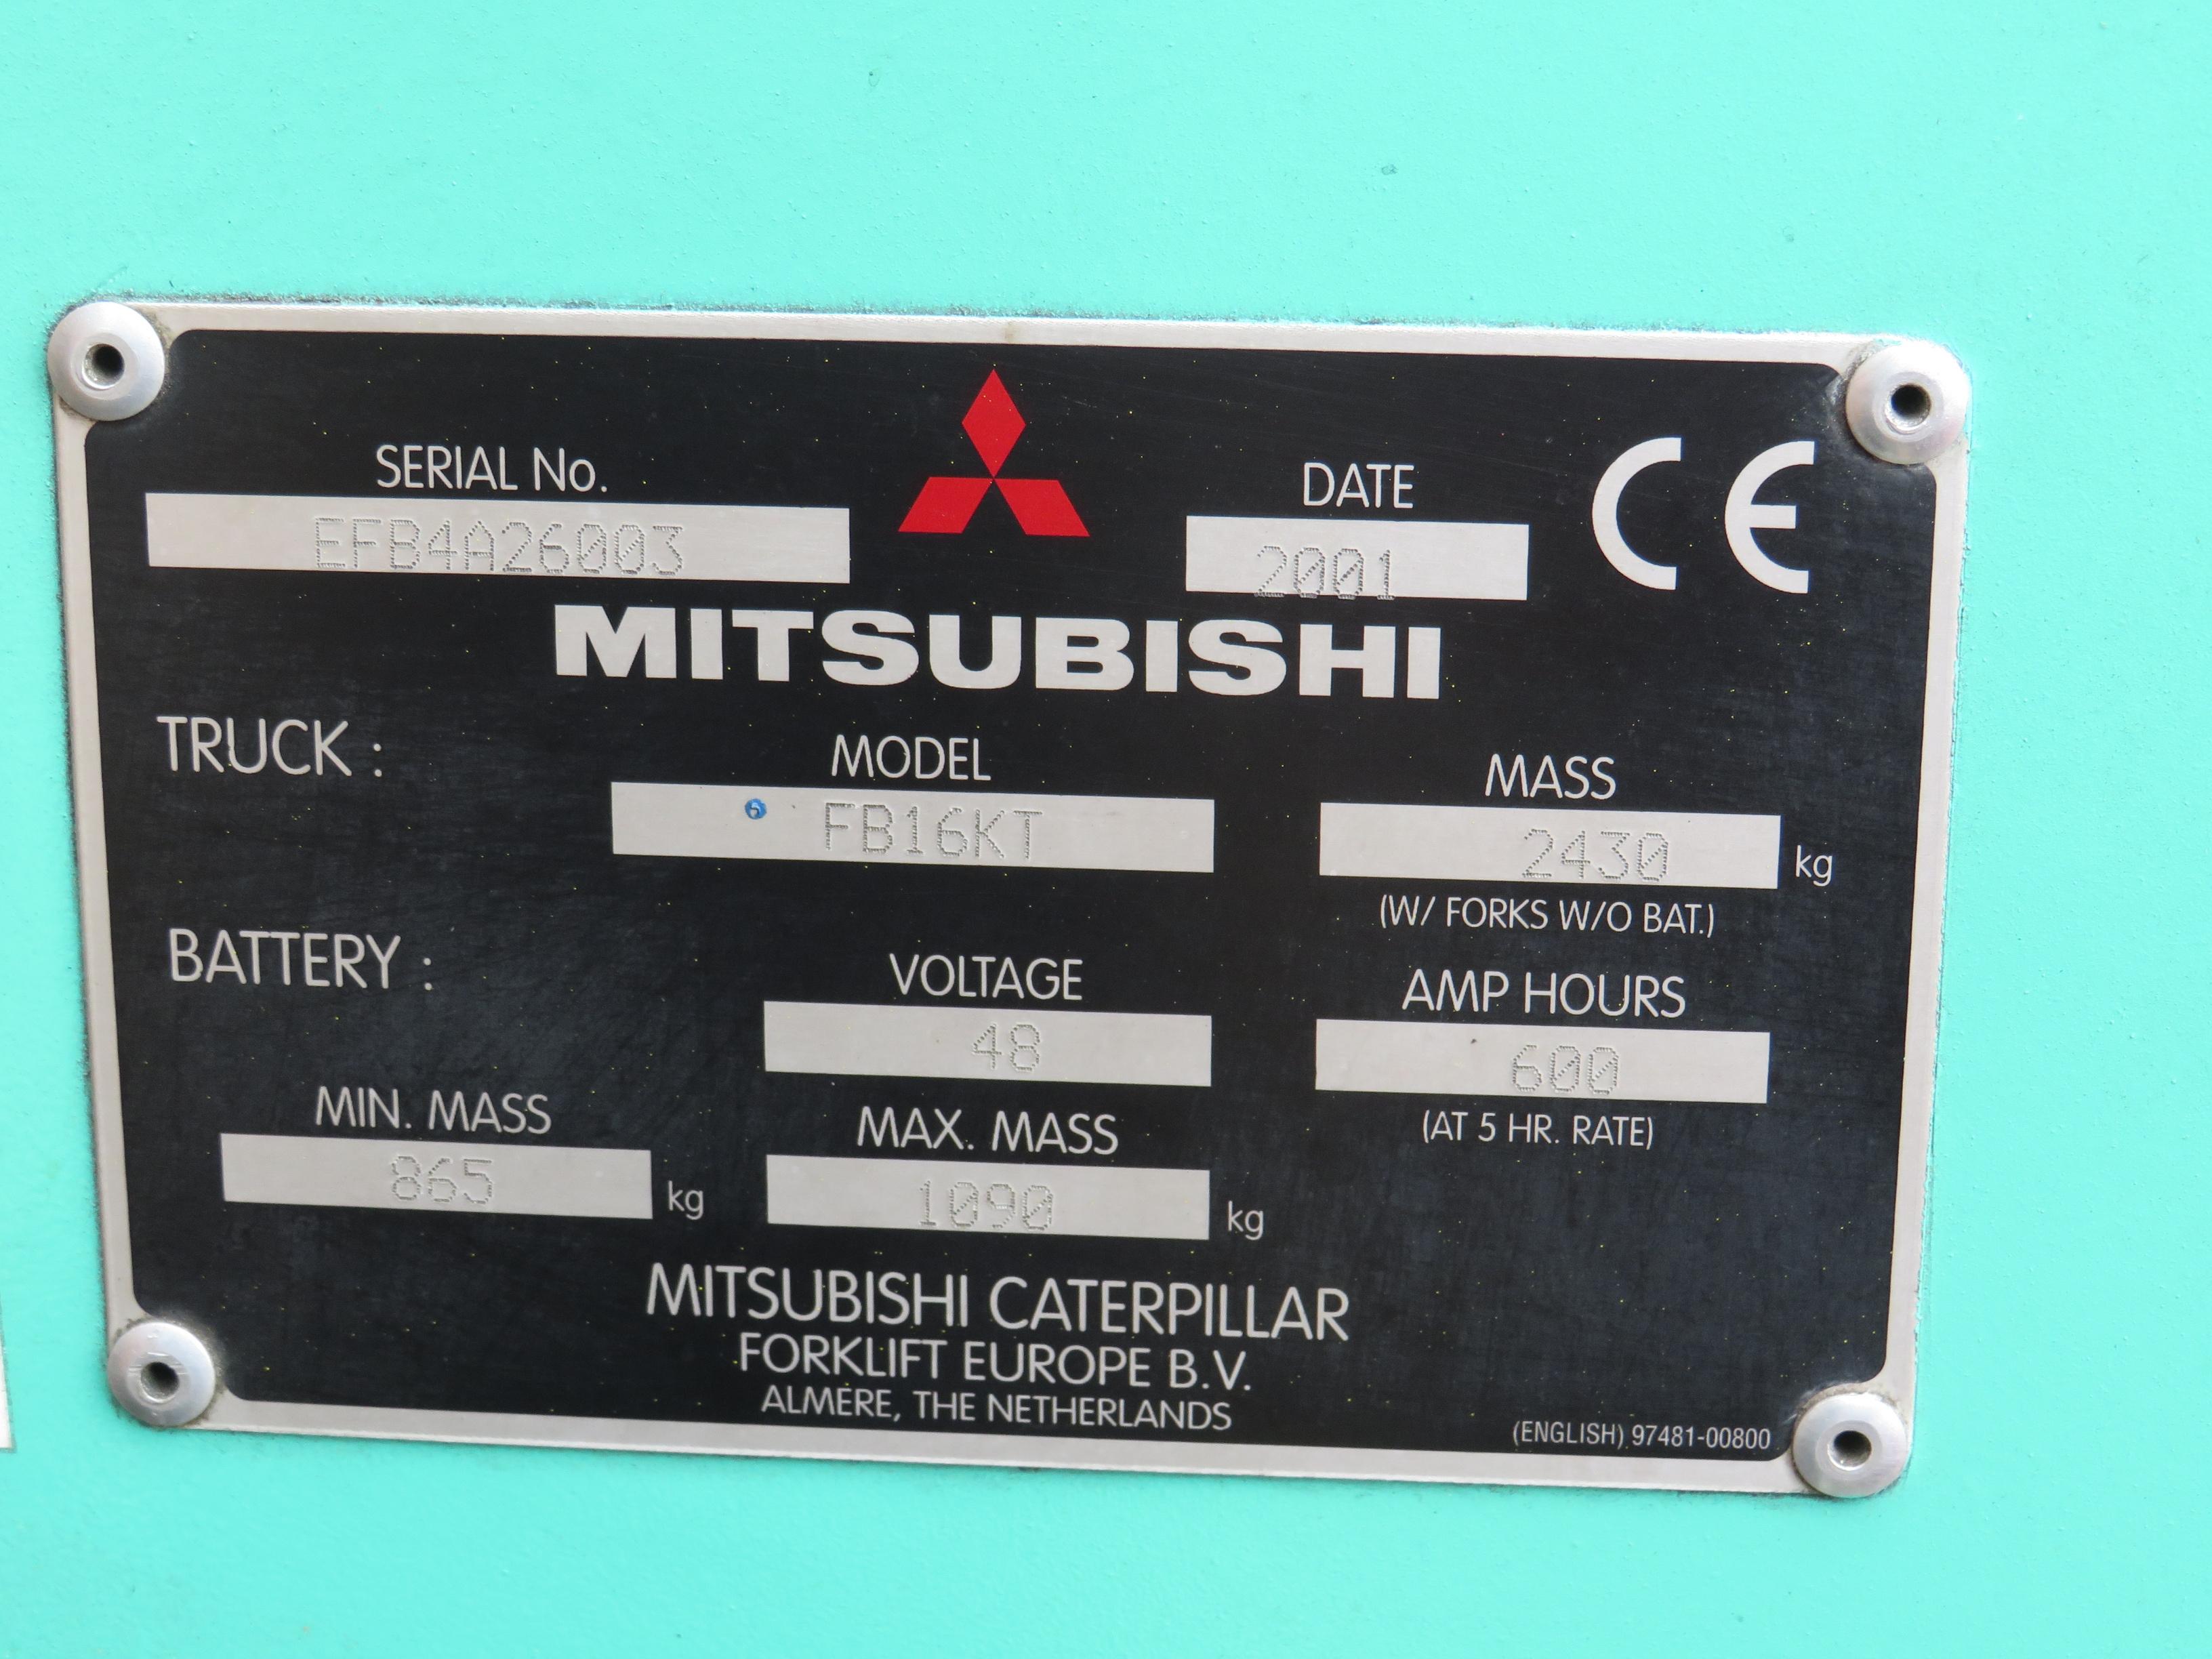 SERIAL No.
EFB4A26003
DATE
2001
CE
MITSUBISHI
TRUCK :
MODEL
FB16KT
MASS
2430 kg
(W/ FORKS W/O BAT.)
BATTERY :
VOLTAGE
48
AMP HOURS
600
(AT 5 HR. RATE)
MIN. MASS
865 kg
MAX. MASS
1090 kg
MITSUBISHI CATERPILLAR
FORKLIFT EUROPE B.V.
ALMERE, THE NETHERLANDS
(ENGLISH) 97481-00800